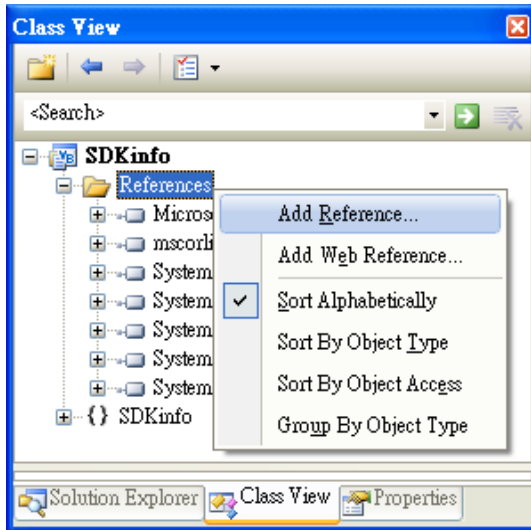 Class View
<Search>
SDKinfo
References
Add Reference...
Micros
mscorli
Add Web Reference...
System
Sort Alphabetically
System
Sort By Object Type
System
System
Sort By Object Access
System
SDKinfo
Group By Object Type
Solution Explorer Class View Properties